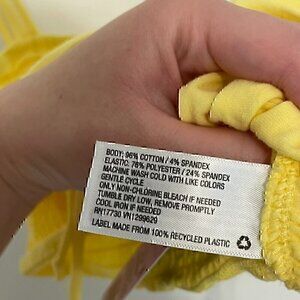 BODY: 96% COTTON / 4% SPANDEX
ELASTIC: 76% POLYESTER / 24% SPANDEX
MACHINE WASH COLD WITH LIKE COLORS
GENTLE CYCLE
ONLY NON-CHLORINE BLEACH IF NEEDED
TUMBLE DRY LOW, REMOVE PROMPTLY
COOL IRON IF NEEDED
RN17730 VN1299629
LABEL MADE FROM 100% RECYCLED PLASTIC